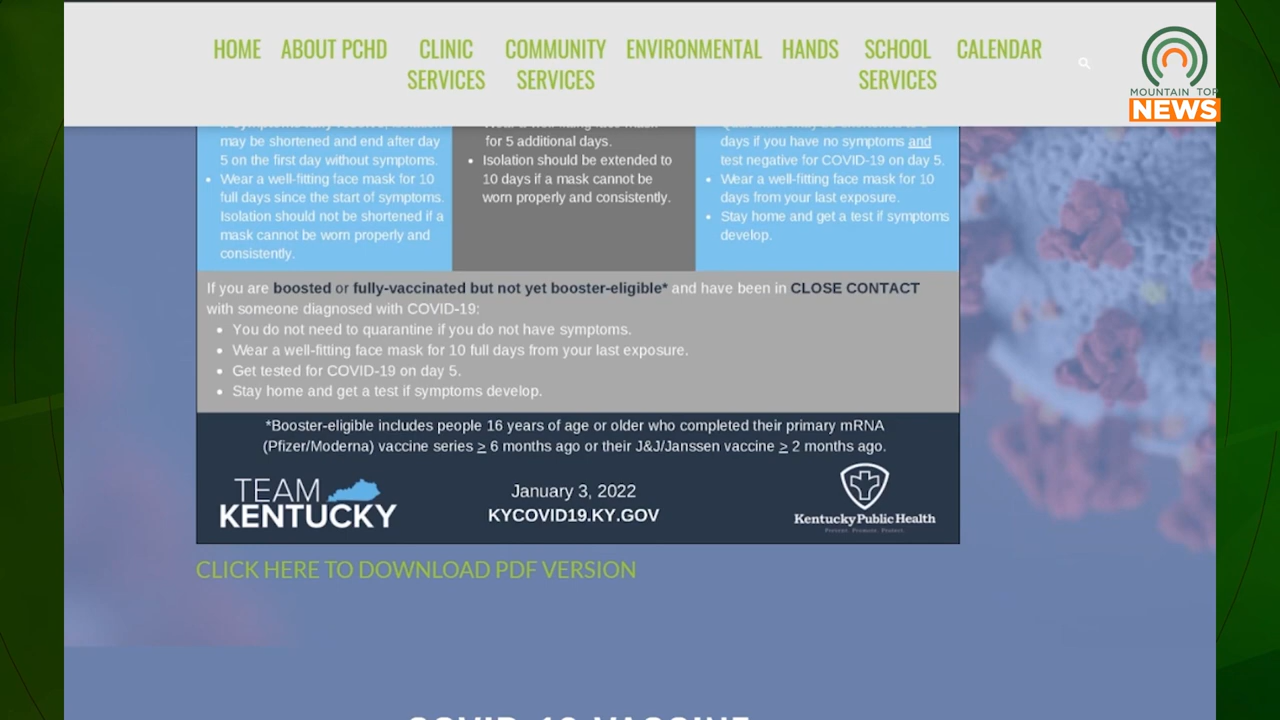 HOME ABOUT PCHD CLINIC SERVICES COMMUNITY SERVICES ENVIRONMENTAL HANDS SCHOOL SERVICES CALENDAR
MOUNTAIN TOP
NEWS
may be shortened and end after day
5 on the first day without symptoms.
• Wear a well-fitting face mask for 10
full days since the start of symptoms.
Isolation should not be shortened if a
mask cannot be worn properly and
consistently.
for 5 additional days.
• Isolation should be extended to
10 days if a mask cannot be
worn properly and consistently.
days if you have no symptoms and
test negative for COVID-19 on day 5.
• Wear a well-fitting face mask for 10
days from your last exposure.
• Stay home and get a test if symptoms
develop.
If you are boosted or fully-vaccinated but not yet booster-eligible* and have been in CLOSE CONTACT
with someone diagnosed with COVID-19:
• You do not need to quarantine if you do not have symptoms.
• Wear a well-fitting face mask for 10 full days from your last exposure.
• Get tested for COVID-19 on day 5.
• Stay home and get a test if symptoms develop.
*Booster-eligible includes people 16 years of age or older who completed their primary mRNA
(Pfizer/Moderna) vaccine series ≥ 6 months ago or their J&J/Janssen vaccine ≥ 2 months ago.
TEAM
KENTUCKY
January 3, 2022
KYCOVID19.KY.GOV
Kentucky Public Health
Prevent. Promote. Protect.
CLICK HERE TO DOWNLOAD PDF VERSION
COVID-19 VACCINE